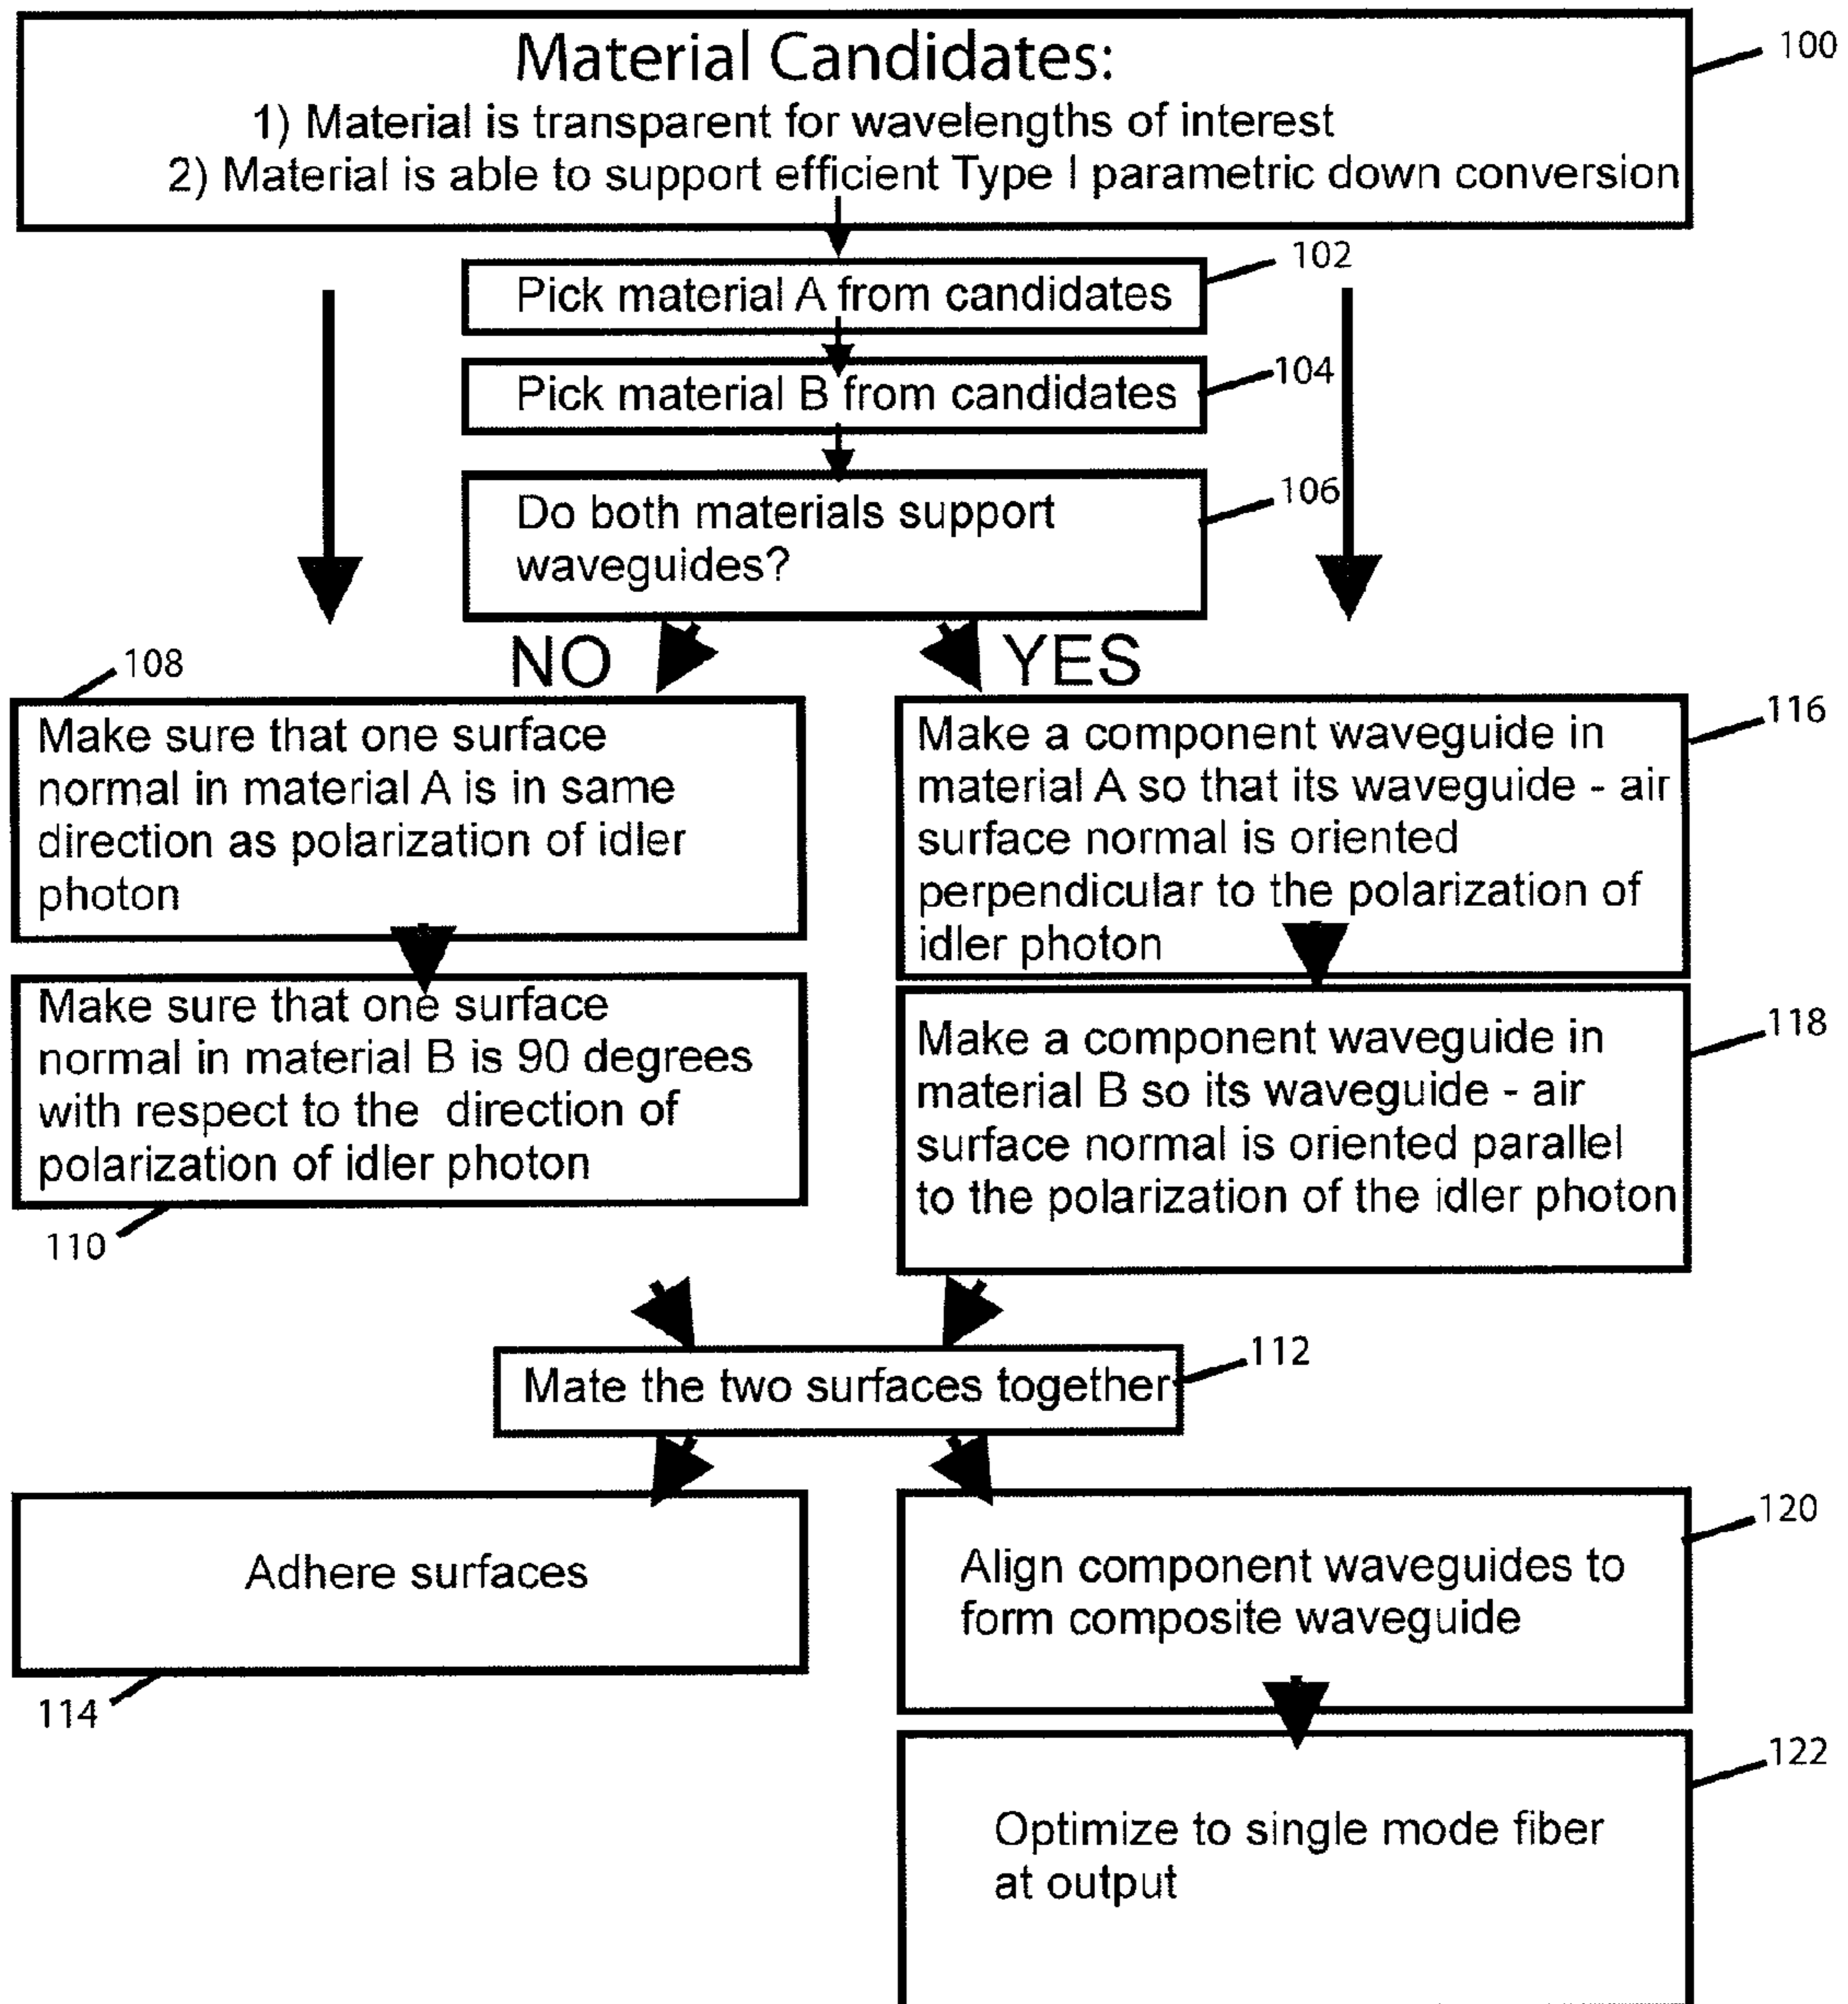 Material Candidates:
1) Material is transparent for wavelengths of interest
2) Material is able to support efficient Type I parametric down conversion
100
Pick material A from candidates
102
Pick material B from candidates
104
Do both materials support
waveguides?
106
NO
YES
108
Make sure that one surface
normal in material A is in same
direction as polarization of idler
photon
Make sure that one surface
normal in material B is 90 degrees
with respect to the direction of
polarization of idler photon
110
Make a component waveguide in
material A so that its waveguide - air
surface normal is oriented
perpendicular to the polarization of
idler photon
116
Make a component waveguide in
material B so its waveguide - air
surface normal is oriented parallel
to the polarization of the idler photon
118
Mate the two surfaces together
112
Adhere surfaces
114
Align component waveguides to
form composite waveguide
120
Optimize to single mode fiber
at output
122